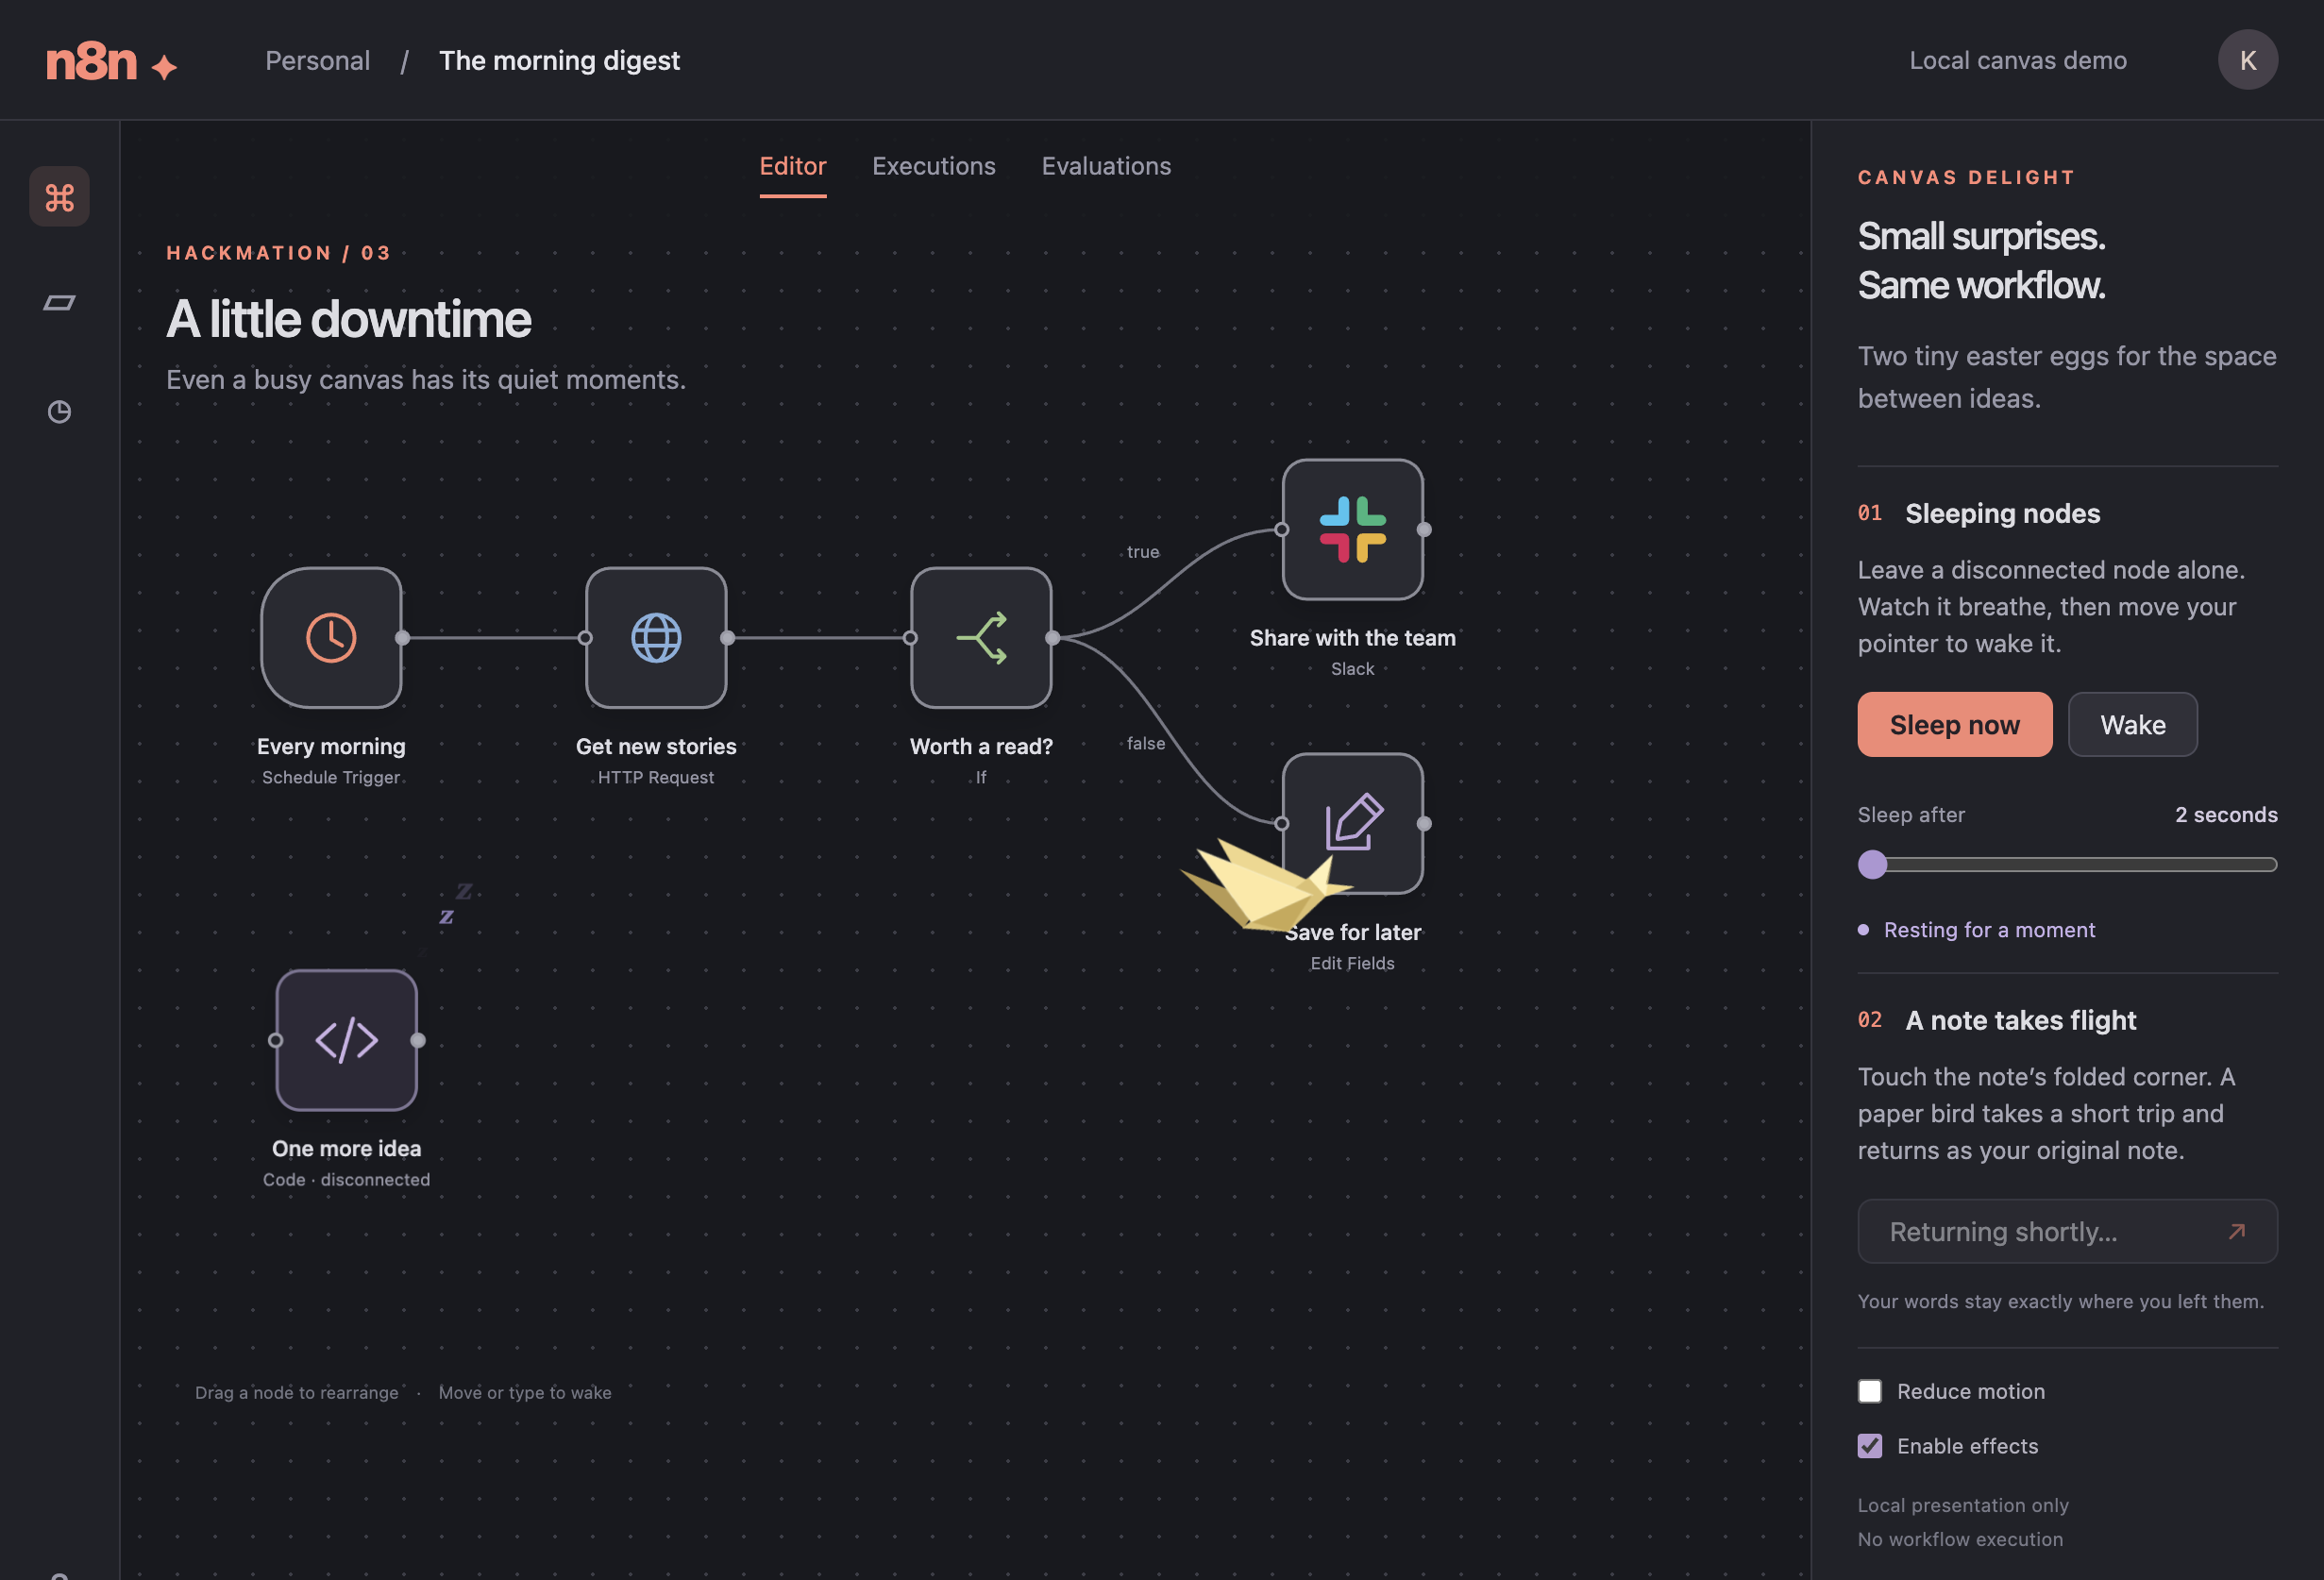 n8n
Personal / The morning digest
Local canvas demo
K
Editor
Executions
Evaluations
HACKMATION / 03
A little downtime
Even a busy canvas has its quiet moments.
true
false
Every morning
Schedule Trigger
Get new stories
HTTP Request
Worth a read?
If
Share with the team
Slack
Save for later
Edit Fields
z
z
One more idea
Code · disconnected
Drag a node to rearrange · Move or type to wake
CANVAS DELIGHT
Small surprises.
Same workflow.
Two tiny easter eggs for the space
between ideas.
01 Sleeping nodes
Leave a disconnected node alone.
Watch it breathe, then move your
pointer to wake it.
Sleep now
Wake
Sleep after 2 seconds
Resting for a moment
02 A note takes flight
Touch the note’s folded corner. A
paper bird takes a short trip and
returns as your original note.
Returning shortly...
Your words stay exactly where you left them.
Reduce motion
Enable effects
Local presentation only
No workflow execution